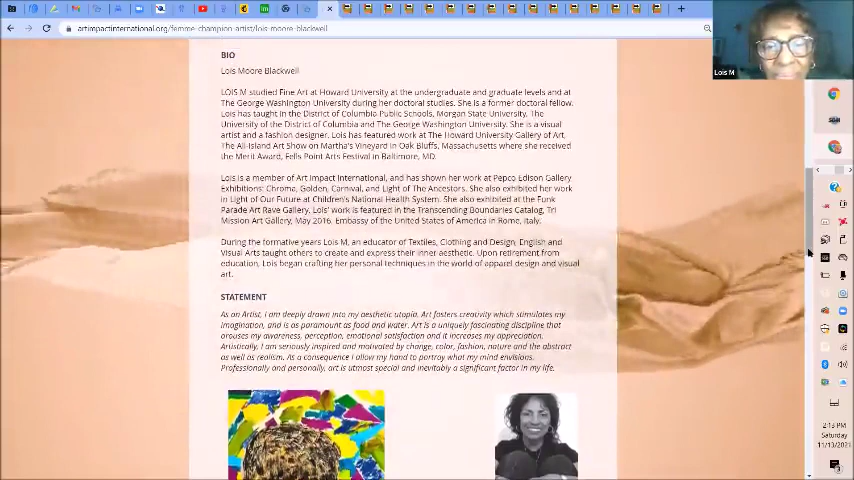 artimpactinternational.org/femme-champion-artist/lois-moore-blackwell
Lois M
BIO
Lois Moore Blackwell
LOIS M studied Fine Art at Howard University at the undergraduate and graduate levels and at
The George Washington University during her doctoral studies. She is a former doctoral fellow.
Lois has taught in the District of Columbia Public Schools, Morgan State University, The
University of the District of Columbia and The George Washington University. She is a visual
artist and a fashion designer. Lois has featured work at The Howard University Gallery of Art,
The All-Island Art Show on Martha's Vineyard in Oak Bluffs, Massachusetts where she received
the Merit Award, Fells Point Arts Festival in Baltimore, MD.
Lois is a member of Art Impact International, and has shown her work at Pepco Edison Gallery
Exhibitions: Chroma, Golden, Carnival, and Light of The Ancestors. She also exhibited her work
in Light of Our Future at Children's National Health System. She also exhibited at the Funk
Parade Art Rave Gallery, Lois' work is featured in the Transcending Boundaries Catalog, Tri
Mission Art Gallery, May 2016, Embassy of the United States of America in Rome, Italy.
During the formative years Lois M, an educator of Textiles, Clothing and Design, English and
Visual Arts taught others to create and express their inner-aesthetic. Upon retirement from
education, Lois began crafting her personal techniques in the world of apparel design and visual
art.
STATEMENT
As an Artist, I am deeply drawn into my aesthetic utopia. Art fosters creativity which stimulates my
imagination, and is as paramount as food and water. Art is a uniquely fascinating discipline that
arouses my awareness, perception, emotional satisfaction and it increases my appreciation.
Artistically, I am seriously inspired and motivated by change, color, fashion, nature and the abstract
as well as realism. As a consequence I allow my hand to portray what my mind envisions.
Professionally and personally, art is utmost special and inevitably a significant factor in my life.
2:13 PM
Saturday
11/13/2021